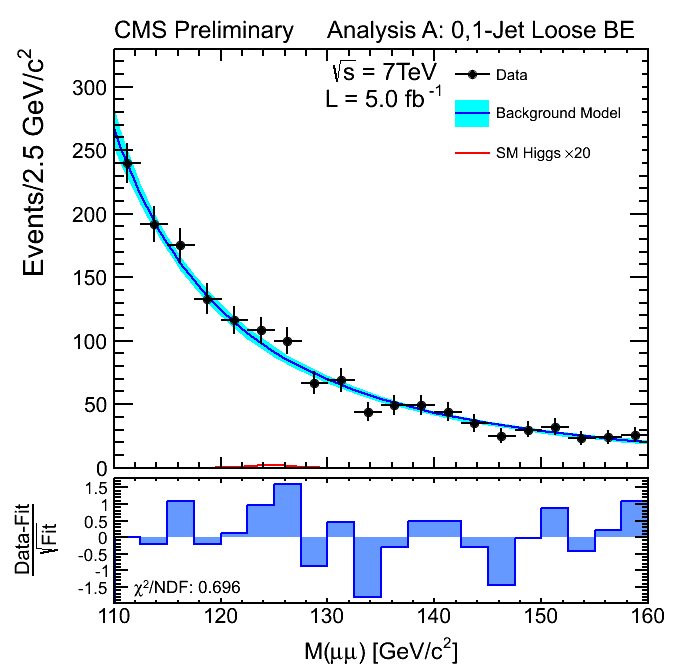 CMS Preliminary
Analysis A: 0,1-Jet Loose BE
√s = 7TeV
L = 5.0 fb⁻¹
Data
Background Model
SM Higgs ×20
Events/2.5 GeV/c²
300
250
200
150
100
50
0
Data-Fit
√Fit
1.5
1
0.5
0
-0.5
-1
-1.5
χ²/NDF: 0.696
110 120 130 140 150 160
M(μμ) [GeV/c²]